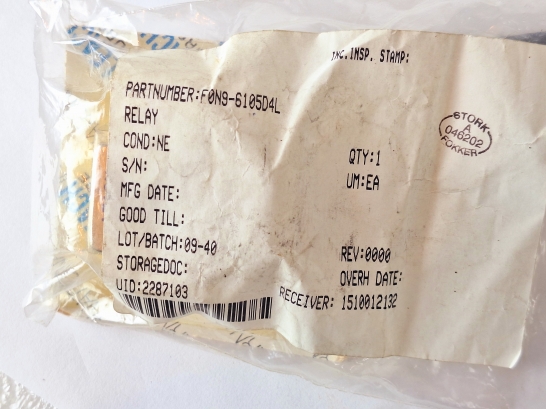 INC.INSP. STAMP:
PARTNUMBER:F0N9-6105D4L
RELAY
COND:NE
QTY:1
S/N:
UM:EA
MFG DATE:
GOOD TILL:
LOT/BATCH:09-40
REV:0000
STORAGEDOC:
OVERH DATE:
UID:2287103
RECEIVER: 1510012132
STORK
A
046202
FOKKER